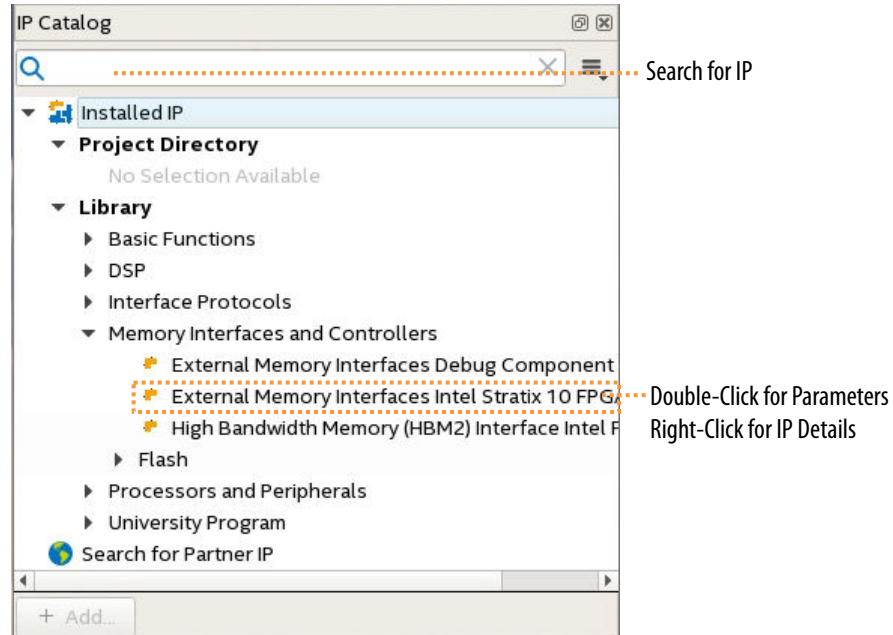 IP Catalog
Search for IP
Installed IP
Project Directory
No Selection Available
Library
Basic Functions
DSP
Interface Protocols
Memory Interfaces and Controllers
External Memory Interfaces Debug Component
External Memory Interfaces Intel Stratix 10 FPGA
Double-Click for Parameters
Right-Click for IP Details
High Bandwidth Memory (HBM2) Interface Intel F
Flash
Processors and Peripherals
University Program
Search for Partner IP
+ Add...